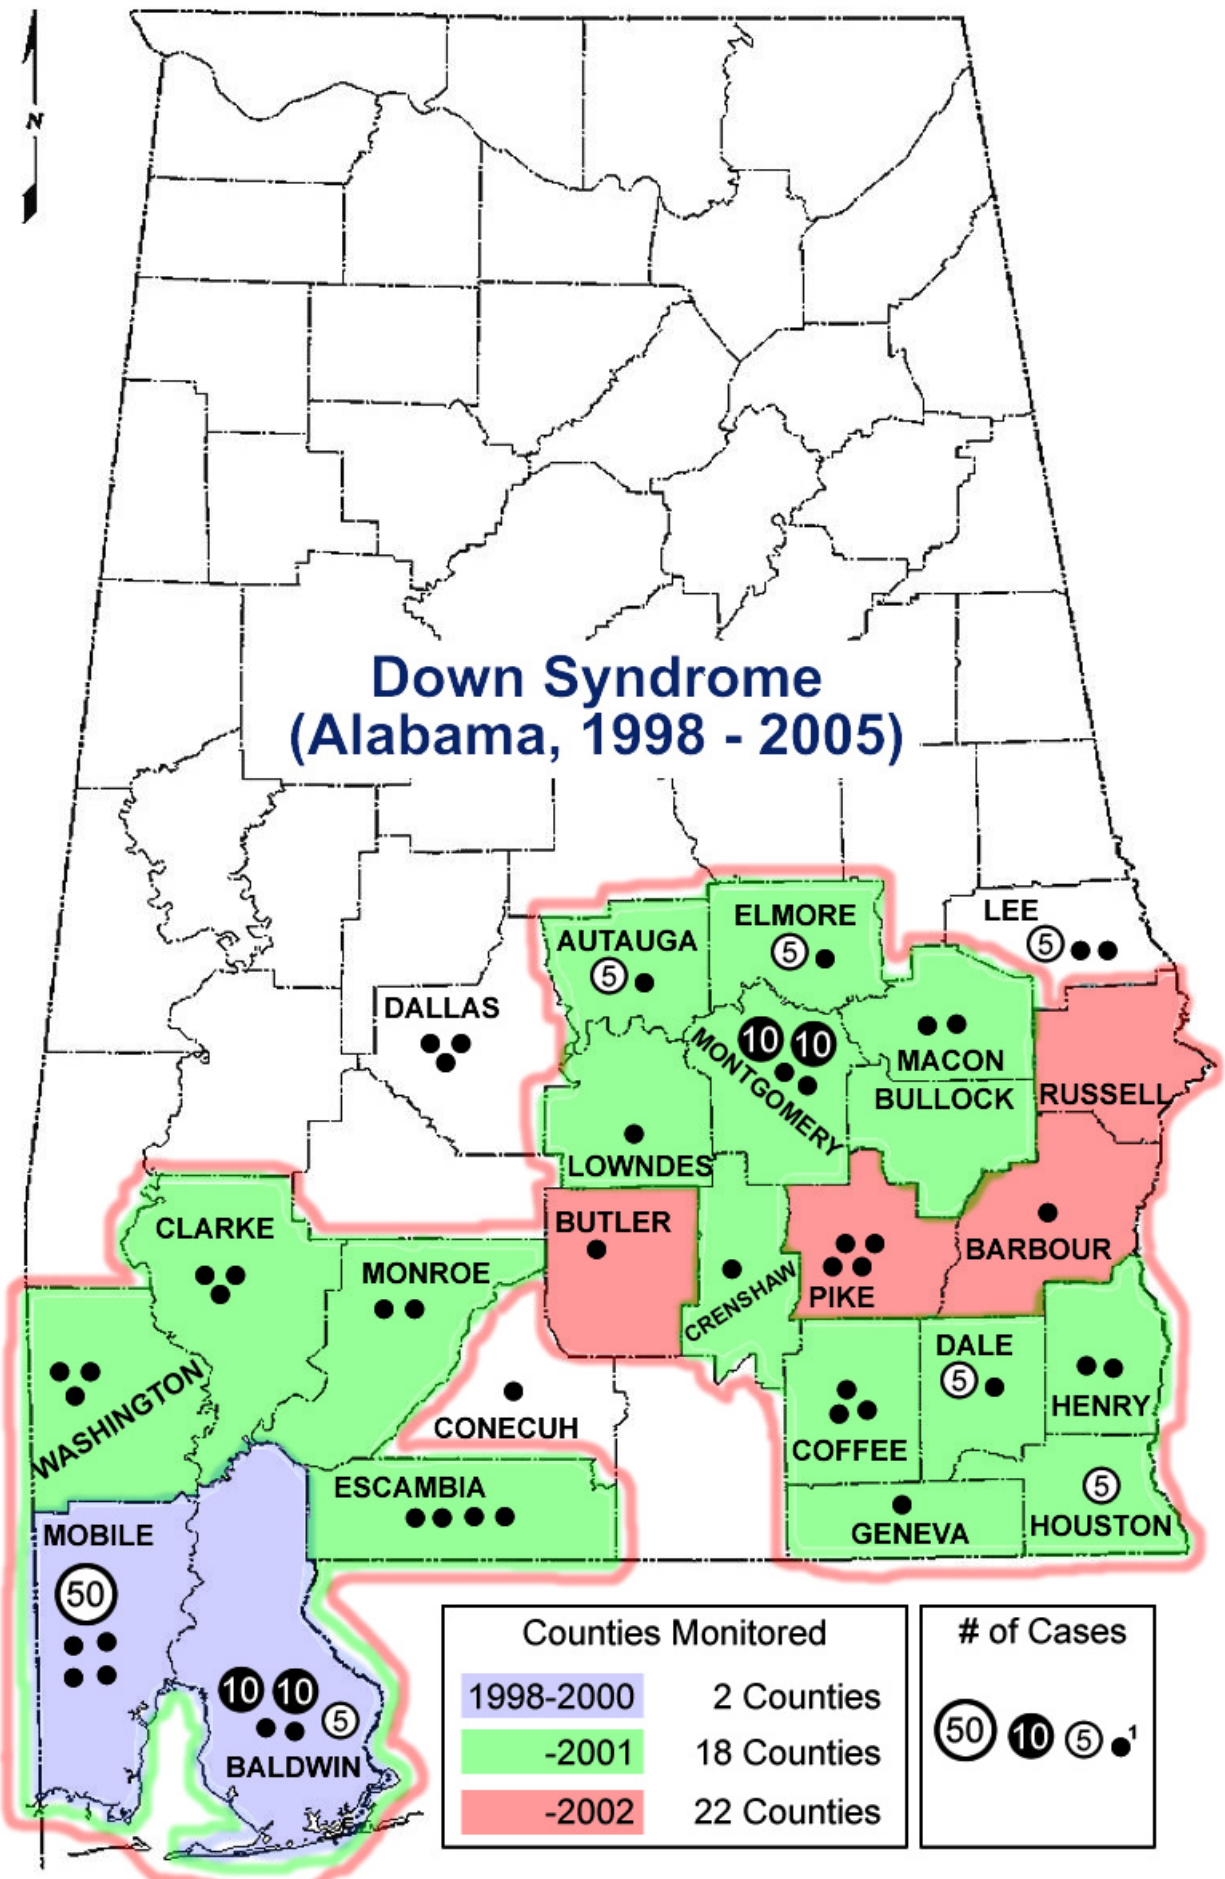 N
Down Syndrome
(Alabama, 1998 - 2005)
LEE
5
ELMORE
5
AUTAUGA
5
DALLAS
10 10
MONTGOMERY
MACON
BULLOCK
RUSSELL
LOWNDES
BUTLER
CLARKE
MONROE
CRENSHAW
PIKE
BARBOUR
WASHINGTON
CONECUH
DALE
5
HENRY
COFFEE
ESCAMBIA
GENEVA
5
HOUSTON
MOBILE
50
10 10
5
BALDWIN
Counties Monitored
1998-2000 2 Counties
-2001 18 Counties
-2002 22 Counties
# of Cases
50 10 5 1